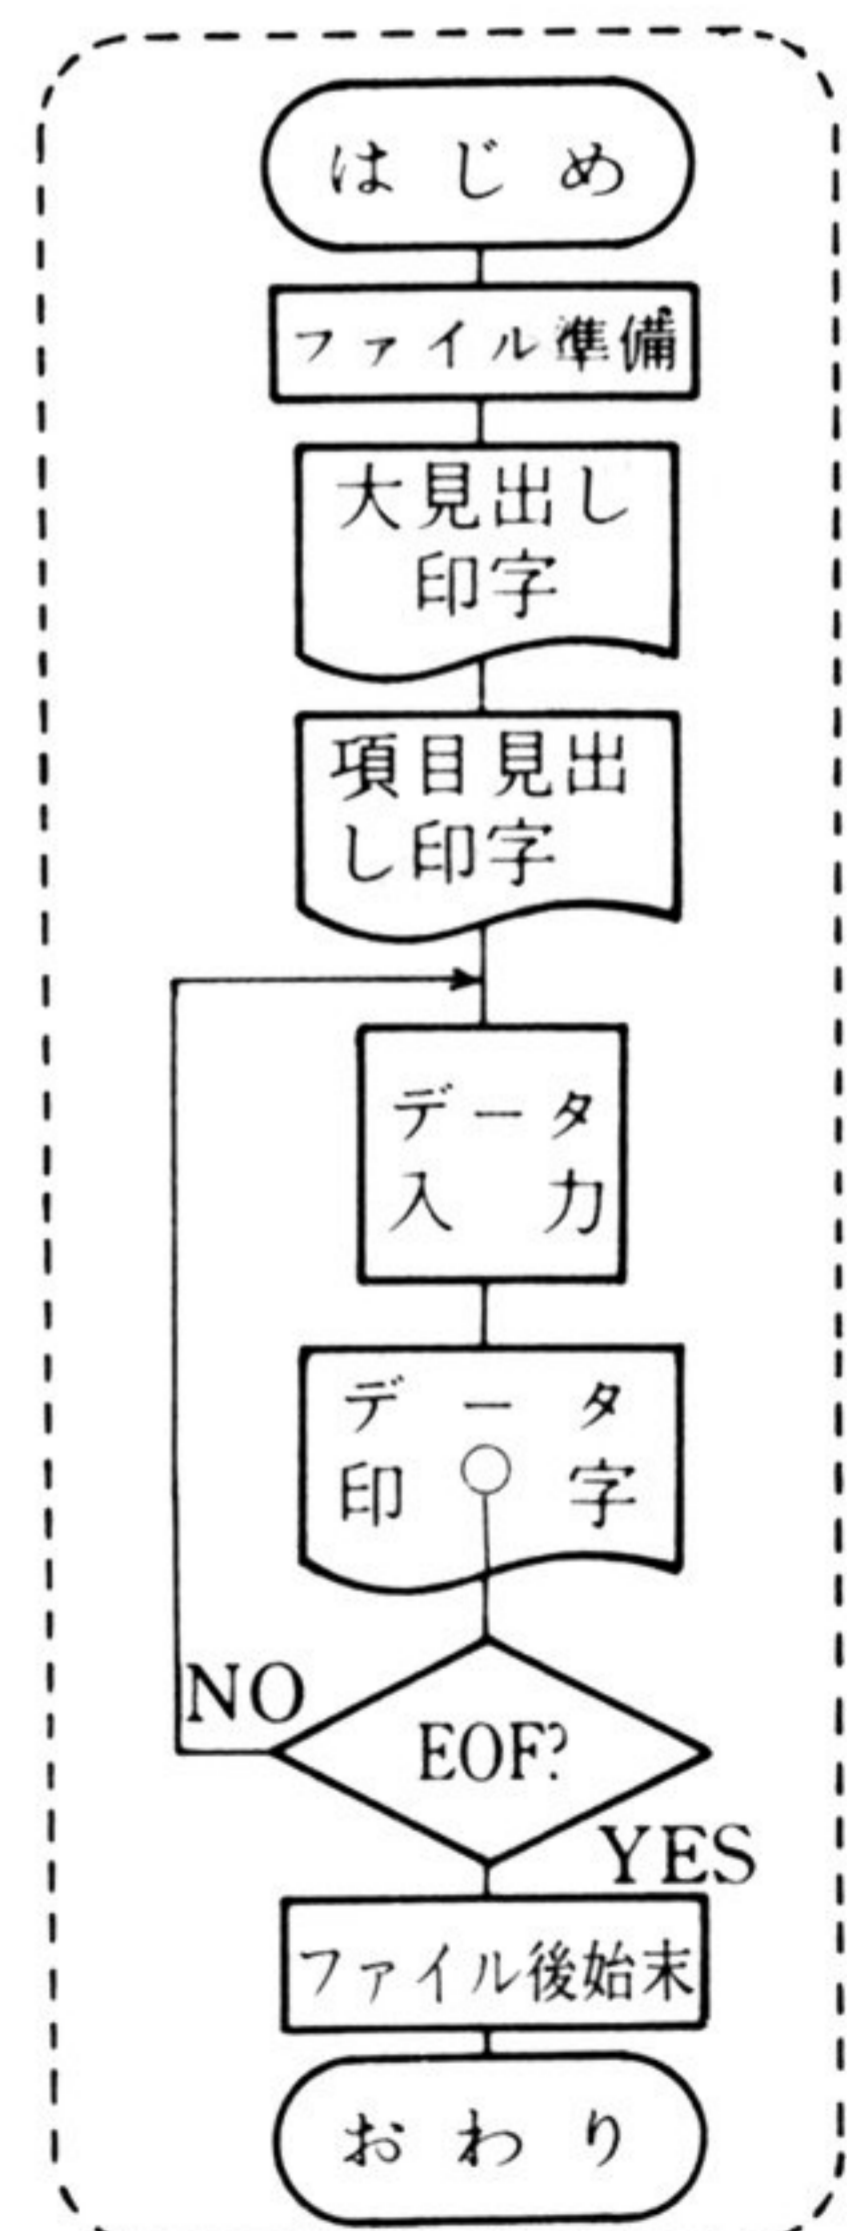 はじめ
ファイル準備
大見出し
印字
項目見出
し印字
データ
入力
データ
印字
NO
EOF?
YES
ファイル後始末
おわり